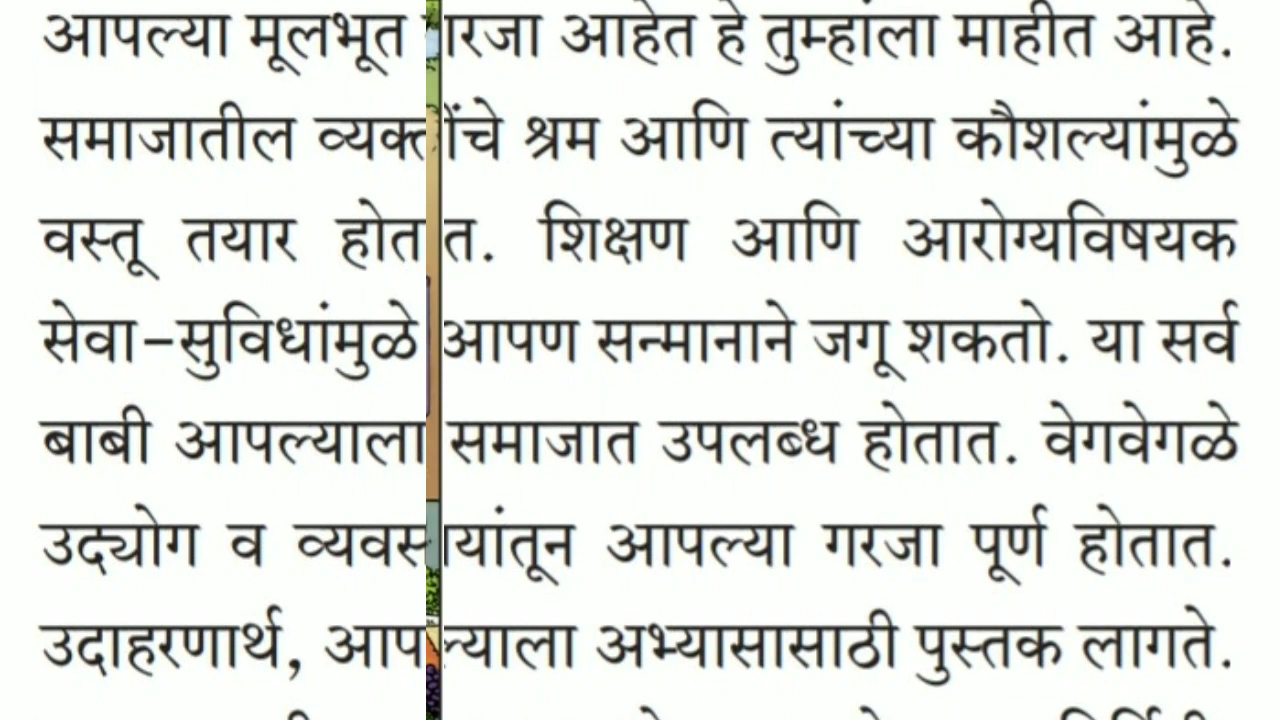 आपल्या मूलभूत गरजा आहेत हे तुम्हांला माहीत आहे.
समाजातील व्यक्तींचे श्रम आणि त्यांच्या कौशल्यांमुळे
वस्तू तयार होतात. शिक्षण आणि आरोग्यविषयक
सेवा-सुविधांमुळे आपण सन्मानाने जगू शकतो. या सर्व
बाबी आपल्याला समाजात उपलब्ध होतात. वेगवेगळे
उद्योग व व्यवसायांतून आपल्या गरजा पूर्ण होतात.
उदाहरणार्थ, आपल्याला अभ्यासासाठी पुस्तक लागते.